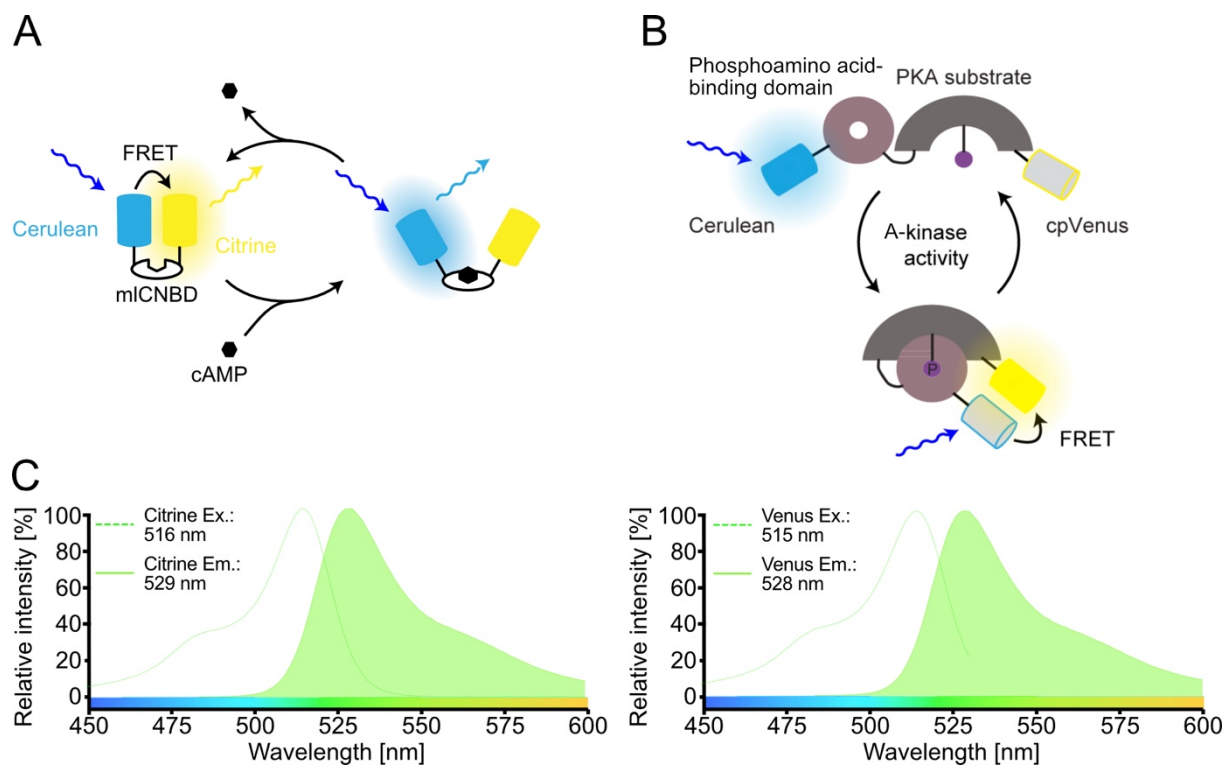 A
FRET
Cerulean
Citrine
mlCNBD
cAMP
B
Phosphoamino acid-
binding domain
PKA substrate
Cerulean
cpVenus
A-kinase
activity
P
FRET
C
Relative intensity [%]
100
80
60
40
20
0
Citrine Ex.:
516 nm
Citrine Em.:
529 nm
450 475 500 525 550 575 600
Wavelength [nm]
Relative intensity [%]
100
80
60
40
20
0
Venus Ex.:
515 nm
Venus Em.:
528 nm
450 475 500 525 550 575 600
Wavelength [nm]